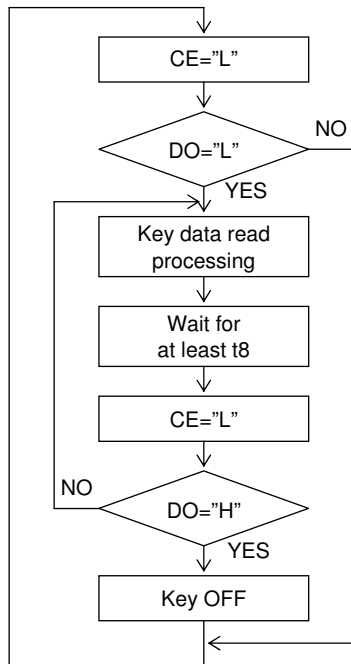 CE=”L”
DO=”L”
NO
YES
Key data read
processing
Wait for
at least t8
CE=”L”
NO
DO=”H”
YES
Key OFF